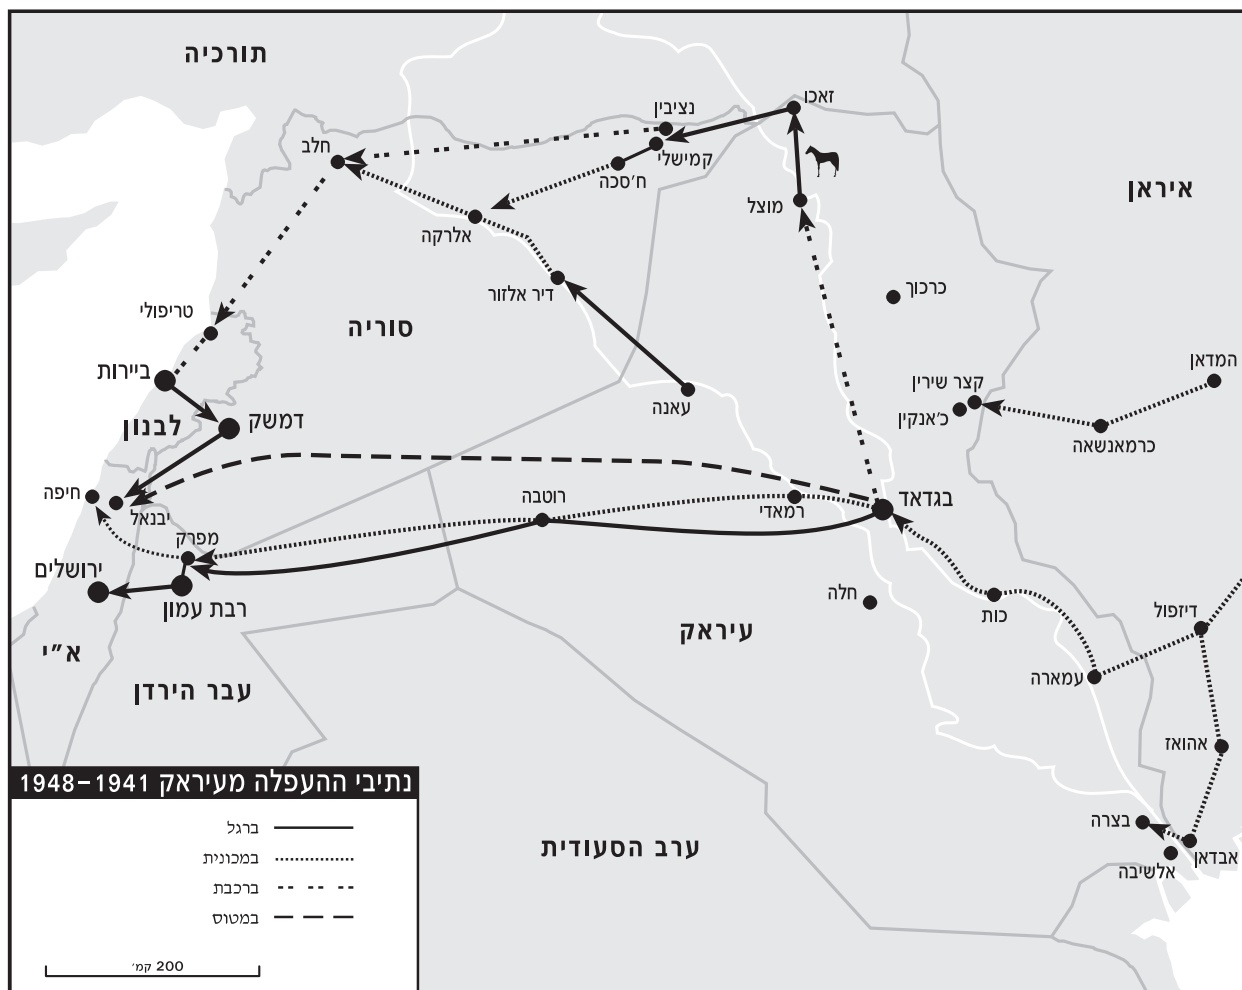 תורכיה
איראן
סוריה
לבנון
עיראק
א"י
עבר הירדן
ערב הסעודית
זאכו
נציבין
קמישלי
ח'סכה
חלב
מוצל
אלרקה
דיר אלזור
כרכוך
טריפולי
ביירות
דמשק
עאנה
המדאן
קצר שירין
כ'אנקין
כרמאנשאה
חיפה
יבנאל
רוטבה
רמאדי
בגדאד
מפרק
ירושלים
רבת עמון
חלה
כות
דיזפול
עמארה
אהואז
בצרה
אבדאן
אלשיבה
נתיבי ההעפלה מעיראק 1941–1948
ברגל
במכונית
ברכבת
במטוס
200 קמ'